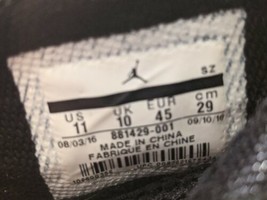 SZ
US UK EUR cm
11 10 45 29
08/03/16 09/10/16
881429-001
MADE IN CHINA
FABRIQUE EN CHINE